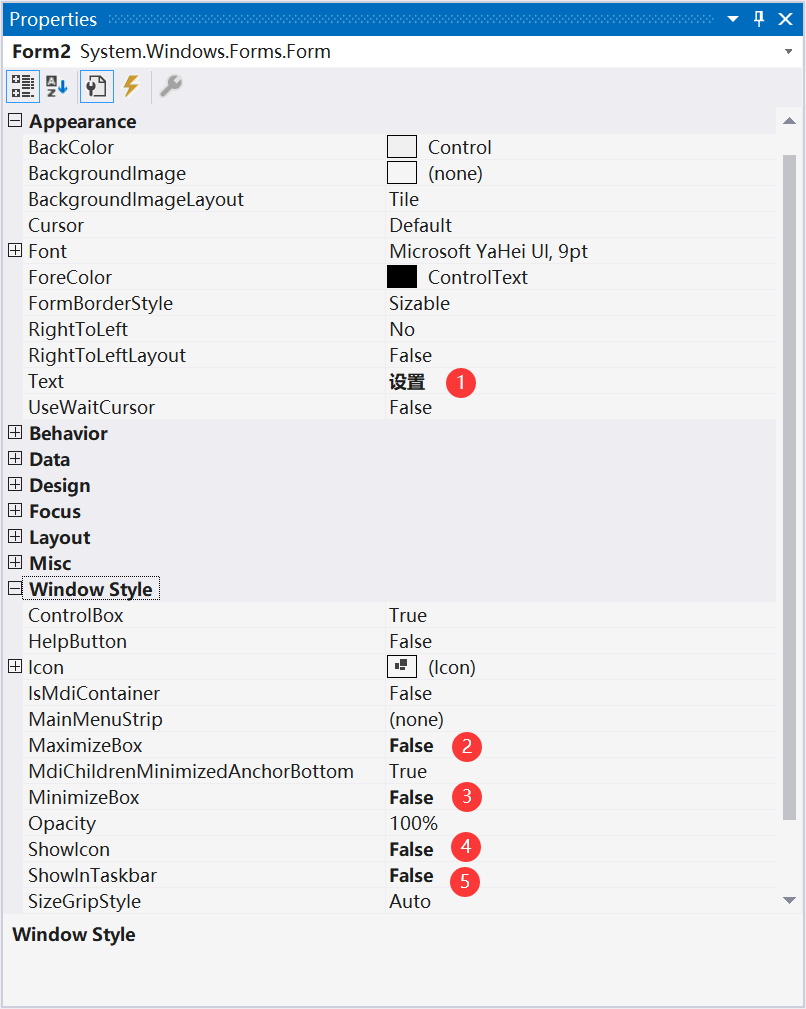 Properties
Form2 System.Windows.Forms.Form
Appearance
BackColor Control
BackgroundImage (none)
BackgroundImageLayout Tile
Cursor Default
Font Microsoft YaHei UI, 9pt
ForeColor ControlText
FormBorderStyle Sizable
RightToLeft No
RightToLeftLayout False
Text 设置 1
UseWaitCursor False
Behavior
Data
Design
Focus
Layout
Misc
Window Style
ControlBox True
HelpButton False
Icon (Icon)
IsMdiContainer False
MainMenuStrip (none)
MaximizeBox False 2
MdiChildrenMinimizedAnchorBottom True
MinimizeBox False 3
Opacity 100%
ShowIcon False 4
ShowInTaskbar False 5
SizeGripStyle Auto
Window Style